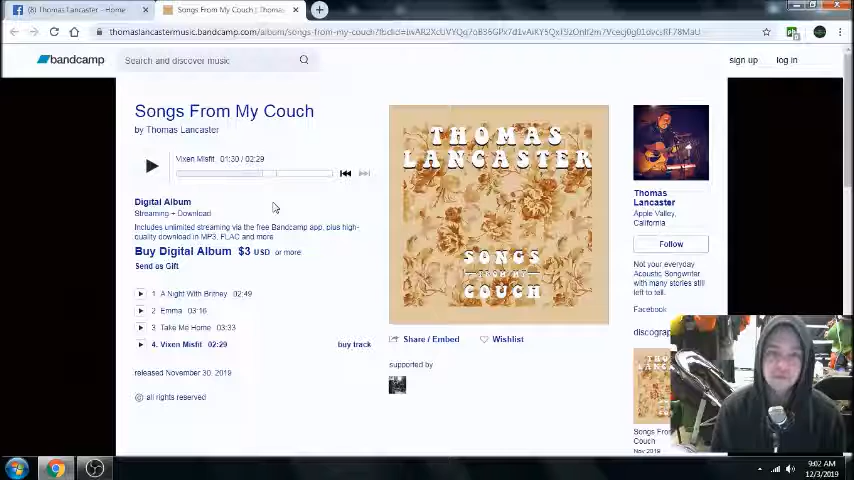 (8) Thomas Lancaster - Home
Songs From My Couch | Thomas
bandcamp
Search and discover music
sign up
log in
Songs From My Couch
by Thomas Lancaster
Vixen Misfit 01:30 / 02:29
Digital Album
Streaming + Download
Includes unlimited streaming via the free Bandcamp app, plus high-
quality download in MP3, FLAC and more
Buy Digital Album $3 USD or more
Send as Gift
1 A Night With Britney 02:49
2 Emma 03:16
3 Take Me Home 03:33
4. Vixen Misfit 02:29
buy track
released November 30, 2019
all rights reserved
THOMAS
LANCASTER
SONGS
FROM MY
COUCH
Share / Embed
Wishlist
supported by
Thomas
Lancaster
Apple Valley,
California
Follow
Not your everyday
Acoustic Songwriter
with many stories still
left to tell.
Facebook
Songs From
Couch
Nov 2019
9:02 AM
12/3/2019